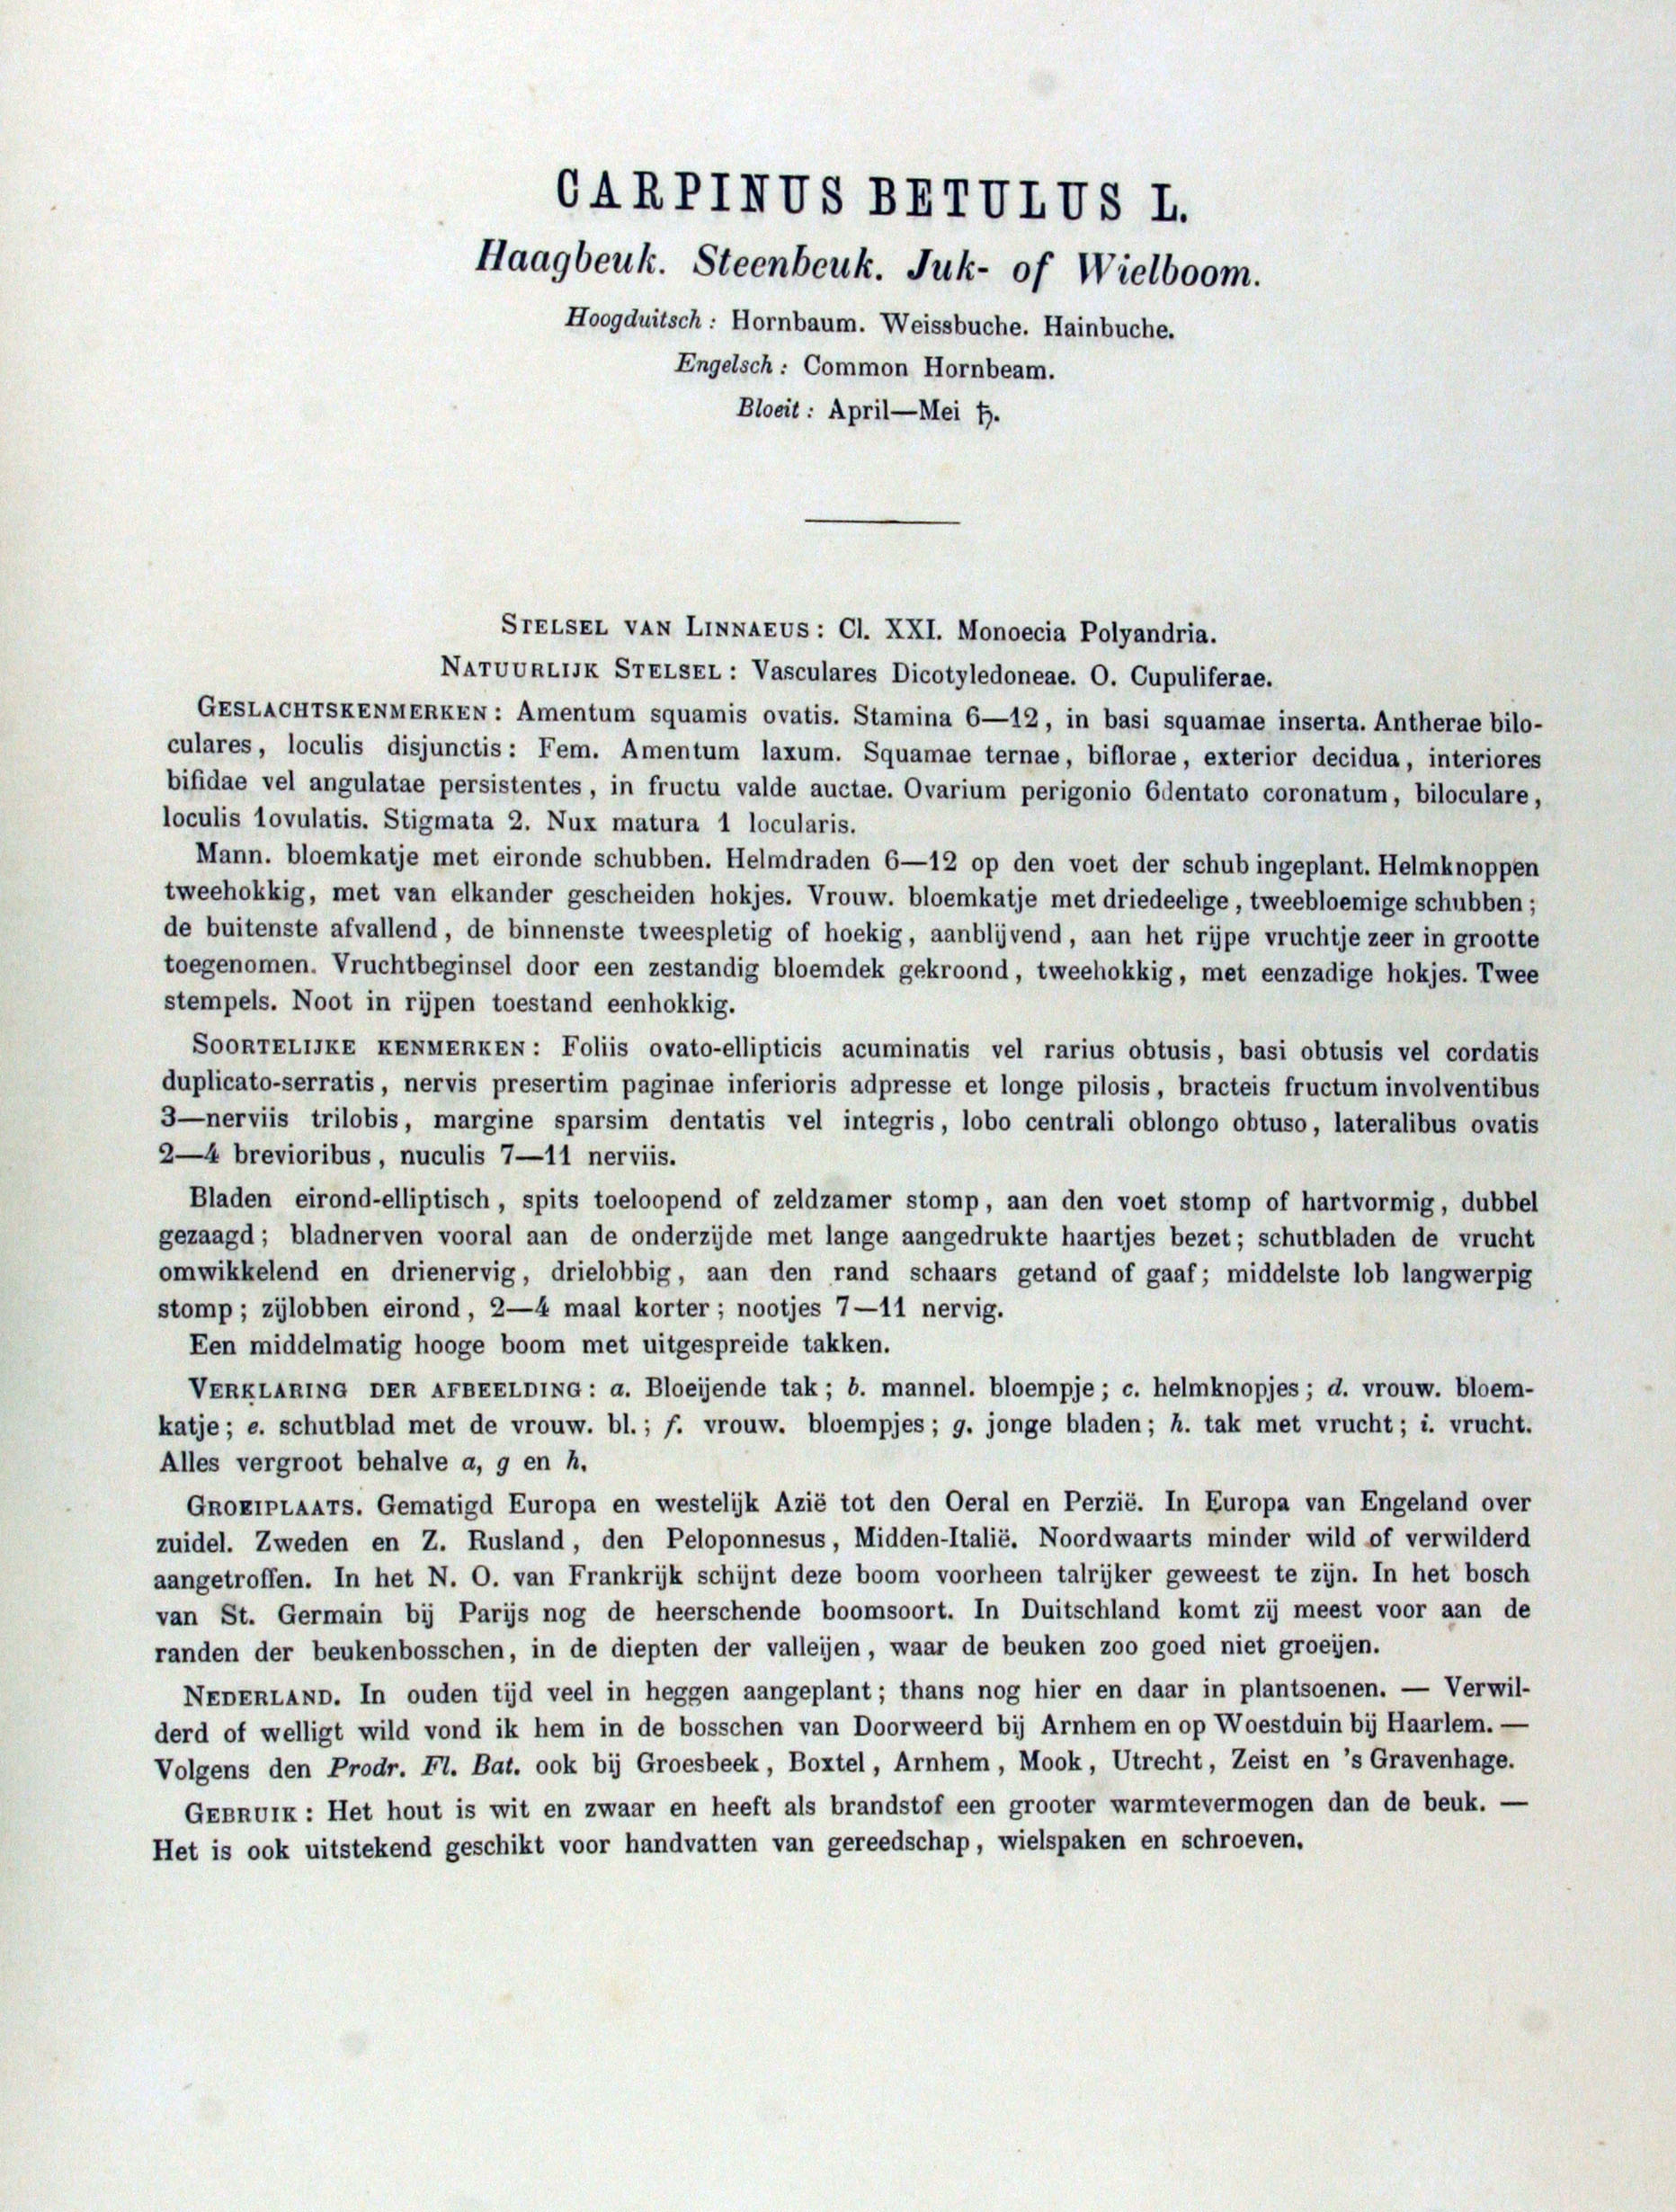 CARPINUS BETULUS L.
Haagbeuk. Steenbeuk. Juk- of Wielboom.
Hoogduitsch: Hornbaum. Weissbuche. Hainbuche.
Engelsch: Common Hornbeam.
Bloeit: April—Mei ♄.
STELSEL VAN LINNAEUS: Cl. XXI. Monoecia Polyandria.
NATUURLIJK STELSEL: Vasculares Dicotyledoneae. O. Cupuliferae.
GESLACHTSKENMERKEN: Amentum squamis ovatis. Stamina 6—12, in basi squamae inserta. Antherae bilo-
culares, loculis disjunctis: Fem. Amentum laxum. Squamae ternae, biflorae, exterior decidua, interiores
bifidae vel angulatae persistentes, in fructu valde auctae. Ovarium perigonio 6dentato coronatum, biloculare,
loculis 1ovulatis. Stigmata 2. Nux matura 1 locularis.
Mann. bloemkatje met eironde schubben. Helmdraden 6—12 op den voet der schub ingeplant. Helmknoppen
tweehokkig, met van elkander gescheiden hokjes. Vrouw. bloemkatje met driedeelige, tweebloemige schubben;
de buitenste afvallend, de binnenste tweespletig of hoekig, aanblijvend, aan het rijpe vruchtje zeer in grootte
toegenomen. Vruchtbeginsel door een zestandig bloemdek gekroond, tweehokkig, met eenzadige hokjes. Twee
stempels. Noot in rijpen toestand eenhokkig.
SOORTELIJKE KENMERKEN: Foliis ovato-ellipticis acuminatis vel rarius obtusis, basi obtusis vel cordatis
duplicato-serratis, nervis presertim paginae inferioris adpresse et longe pilosis, bracteis fructum involventibus
3—nerviis trilobis, margine sparsim dentatis vel integris, lobo centrali oblongo obtuso, lateralibus ovatis
2—4 brevioribus, nuculis 7—11 nerviis.
Bladen eirond-elliptisch, spits toeloopend of zeldzamer stomp, aan den voet stomp of hartvormig, dubbel
gezaagd; bladnerven vooral aan de onderzijde met lange aangedrukte haartjes bezet; schutbladen de vrucht
omwikkelend en drienervig, drielobbig, aan den rand schaars getand of gaaf; middelste lob langwerpig
stomp; zijlobben eirond, 2—4 maal korter; nootjes 7—11 nervig.
Een middelmatig hooge boom met uitgespreide takken.
VERKLARING DER AFBEELDING: a. Bloeijende tak; b. mannel. bloempje; c. helmknopjes; d. vrouw. bloem-
katje; e. schutblad met de vrouw. bl.; f. vrouw. bloempjes; g. jonge bladen; h. tak met vrucht; i. vrucht.
Alles vergroot behalve a, g en h.
GROEIPLAATS. Gematigd Europa en westelijk Azië tot den Oeral en Perzië. In Europa van Engeland over
zuidel. Zweden en Z. Rusland, den Peloponnesus, Midden-Italië. Noordwaarts minder wild of verwilderd
aangetroffen. In het N. O. van Frankrijk schijnt deze boom voorheen talrijker geweest te zijn. In het bosch
van St. Germain bij Parijs nog de heerschende boomsoort. In Duitschland komt zij meest voor aan de
randen der beukenbosschen, in de diepten der valleijen, waar de beuken zoo goed niet groeijen.
NEDERLAND. In ouden tijd veel in heggen aangeplant; thans nog hier en daar in plantsoenen. — Verwil-
derd of welligt wild vond ik hem in de bosschen van Doorweerd bij Arnhem en op Woestduin bij Haarlem. —
Volgens den Prodr. Fl. Bat. ook bij Groesbeek, Boxtel, Arnhem, Mook, Utrecht, Zeist en 's Gravenhage.
GEBRUIK: Het hout is wit en zwaar en heeft als brandstof een grooter warmtevermogen dan de beuk. —
Het is ook uitstekend geschikt voor handvatten van gereedschap, wielspaken en schroeven.